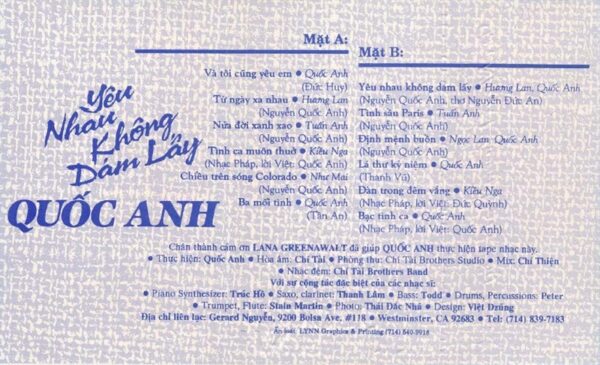 Yêu
Nhau
Không
Dám Lấy
QUỐC ANH
Mặt A:
Và tôi cũng yêu em • Quốc Anh
(Đức Huy)
Từ ngày xa nhau • Hương Lan
(Nguyễn Quốc Anh)
Nửa đời xanh xao • Tuấn Anh
(Nguyễn Quốc Anh)
Tình ca muôn thuở • Kiều Nga
(Nhạc Pháp, lời Việt: Quốc Anh)
Chiều trên sóng Colorado • Như Mai
(Nguyễn Quốc Anh)
Ba mối tình • Quốc Anh
(Tân An)
Mặt B:
Yêu nhau không dám lấy • Hương Lan, Quốc Anh
(Nguyễn Quốc Anh, thơ Nguyễn Đức An)
Tình sầu Paris • Tuấn Anh
(Nguyễn Quốc Anh)
Định mệnh buồn • Ngọc Lan, Quốc Anh
(Nguyễn Quốc Anh)
Lá thư kỷ niệm • Quốc Anh
(Thanh Vũ)
Đàn trong đêm vắng • Kiều Nga
(Nhạc Pháp, lời Việt: Đức Quỳnh)
Bạc tình ca • Quốc Anh
(Nhạc Pháp, lời Việt: Quốc Anh)
Chân thành cảm ơn LANA GREENAWALT đã giúp QUỐC ANH thực hiện tape nhạc này.
• Thực hiện: Quốc Anh • Hòa âm: Chí Tài • Phòng thu: Chí Tài Brothers Studio • Mix: Chí Thiện
• Nhạc đệm: Chí Tài Brothers Band
Với sự cộng tác đặc biệt của các nhạc sĩ:
• Piano Synthesizer: Trúc Hồ • Saxo, clarinet: Thanh Lâm • Bass: Todd • Drums, Percussions: Peter
• Trumpet, Flute: Stain Martin • Photo: Thái Đắc Nhã • Design: Việt Dzũng
Địa chỉ liên lạc: Gerard Nguyễn, 9200 Bolsa Ave. #118 • Westminster, CA 92683 • Tel: (714) 839-7183
Ấn loát: LYNN Graphics & Printing (714) 640-9916